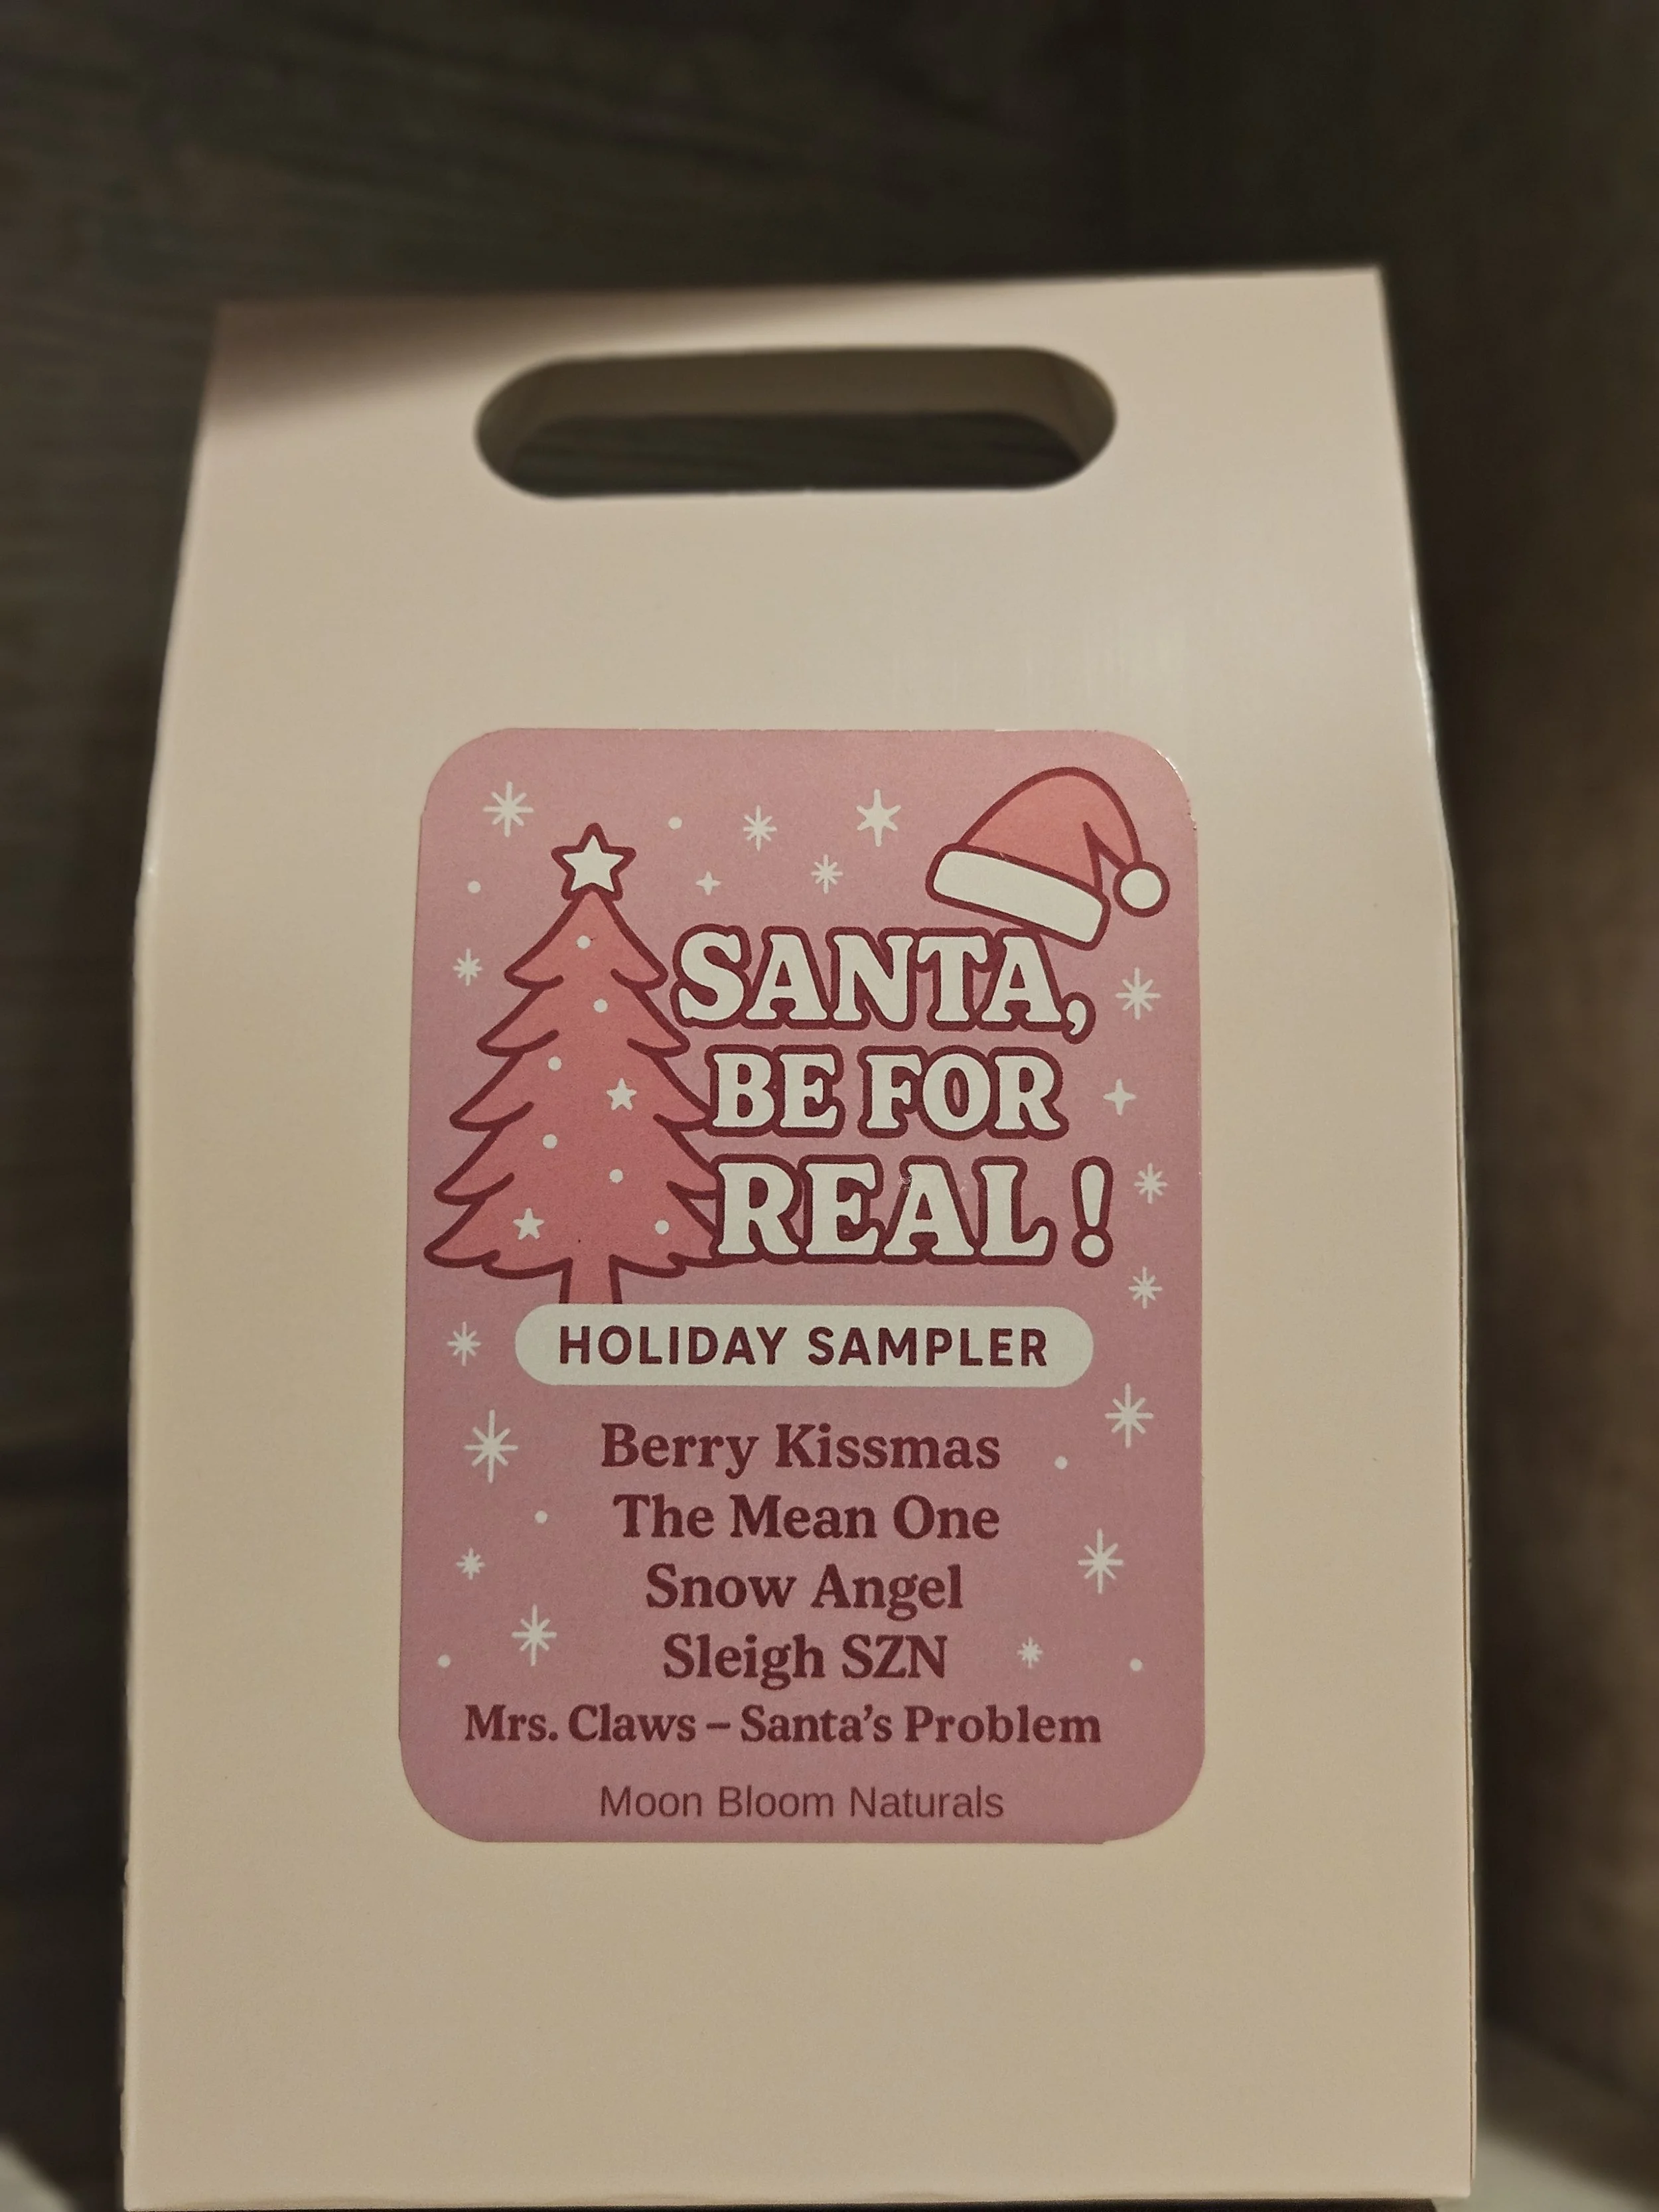 SANTA,
BE FOR
REAL!
HOLIDAY SAMPLER
Berry Kissmas
The Mean One
Snow Angel
Sleigh SZN
Mrs. Claws – Santa's Problem
Moon Bloom Naturals